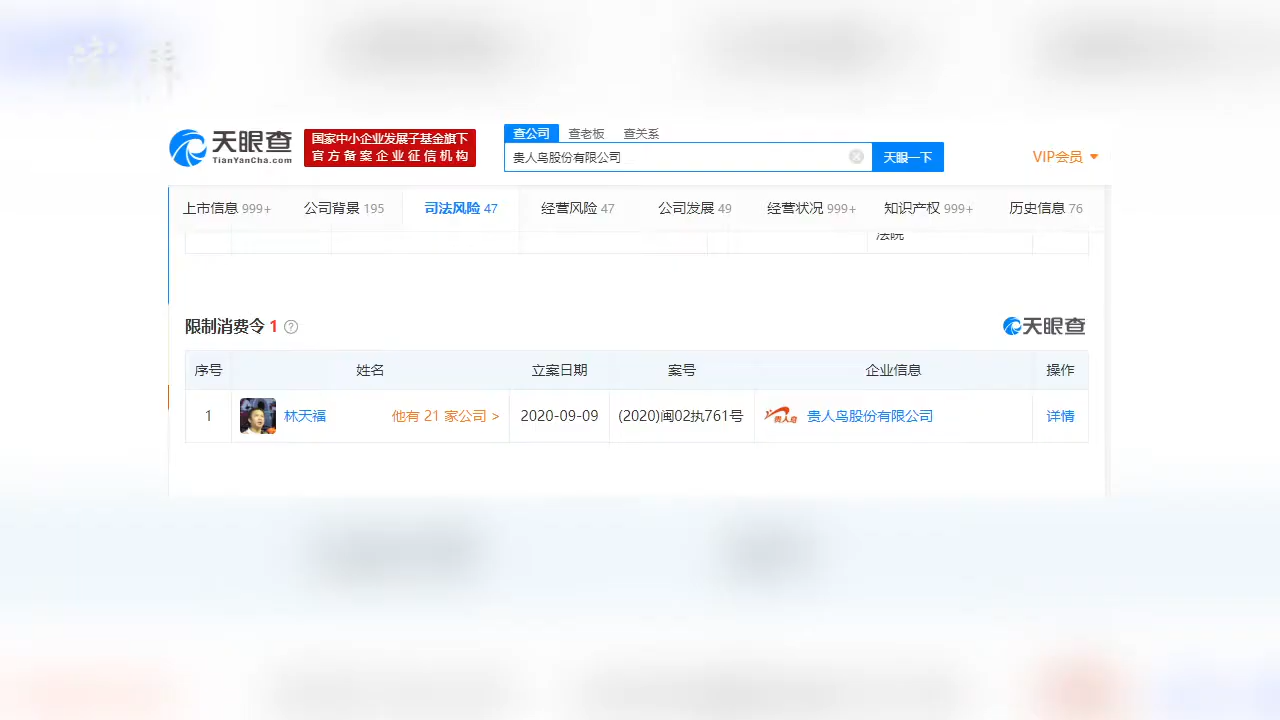 澎湃
天眼查
TianYanCha.com
国家中小企业发展子基金旗下
官方备案企业征信机构
查公司 查老板 查关系
贵人鸟股份有限公司 天眼一下
VIP会员
上市信息 999+ 公司背景 195 司法风险 47 经营风险 47 公司发展 49 经营状况 999+ 知识产权 999+ 历史信息 76
法院
限制消费令 1 ?
天眼查
序号 姓名 立案日期 案号 企业信息 操作
1 林天福 他有 21 家公司 > 2020-09-09 (2020)闽02执761号 贵人鸟 贵人鸟股份有限公司 详情